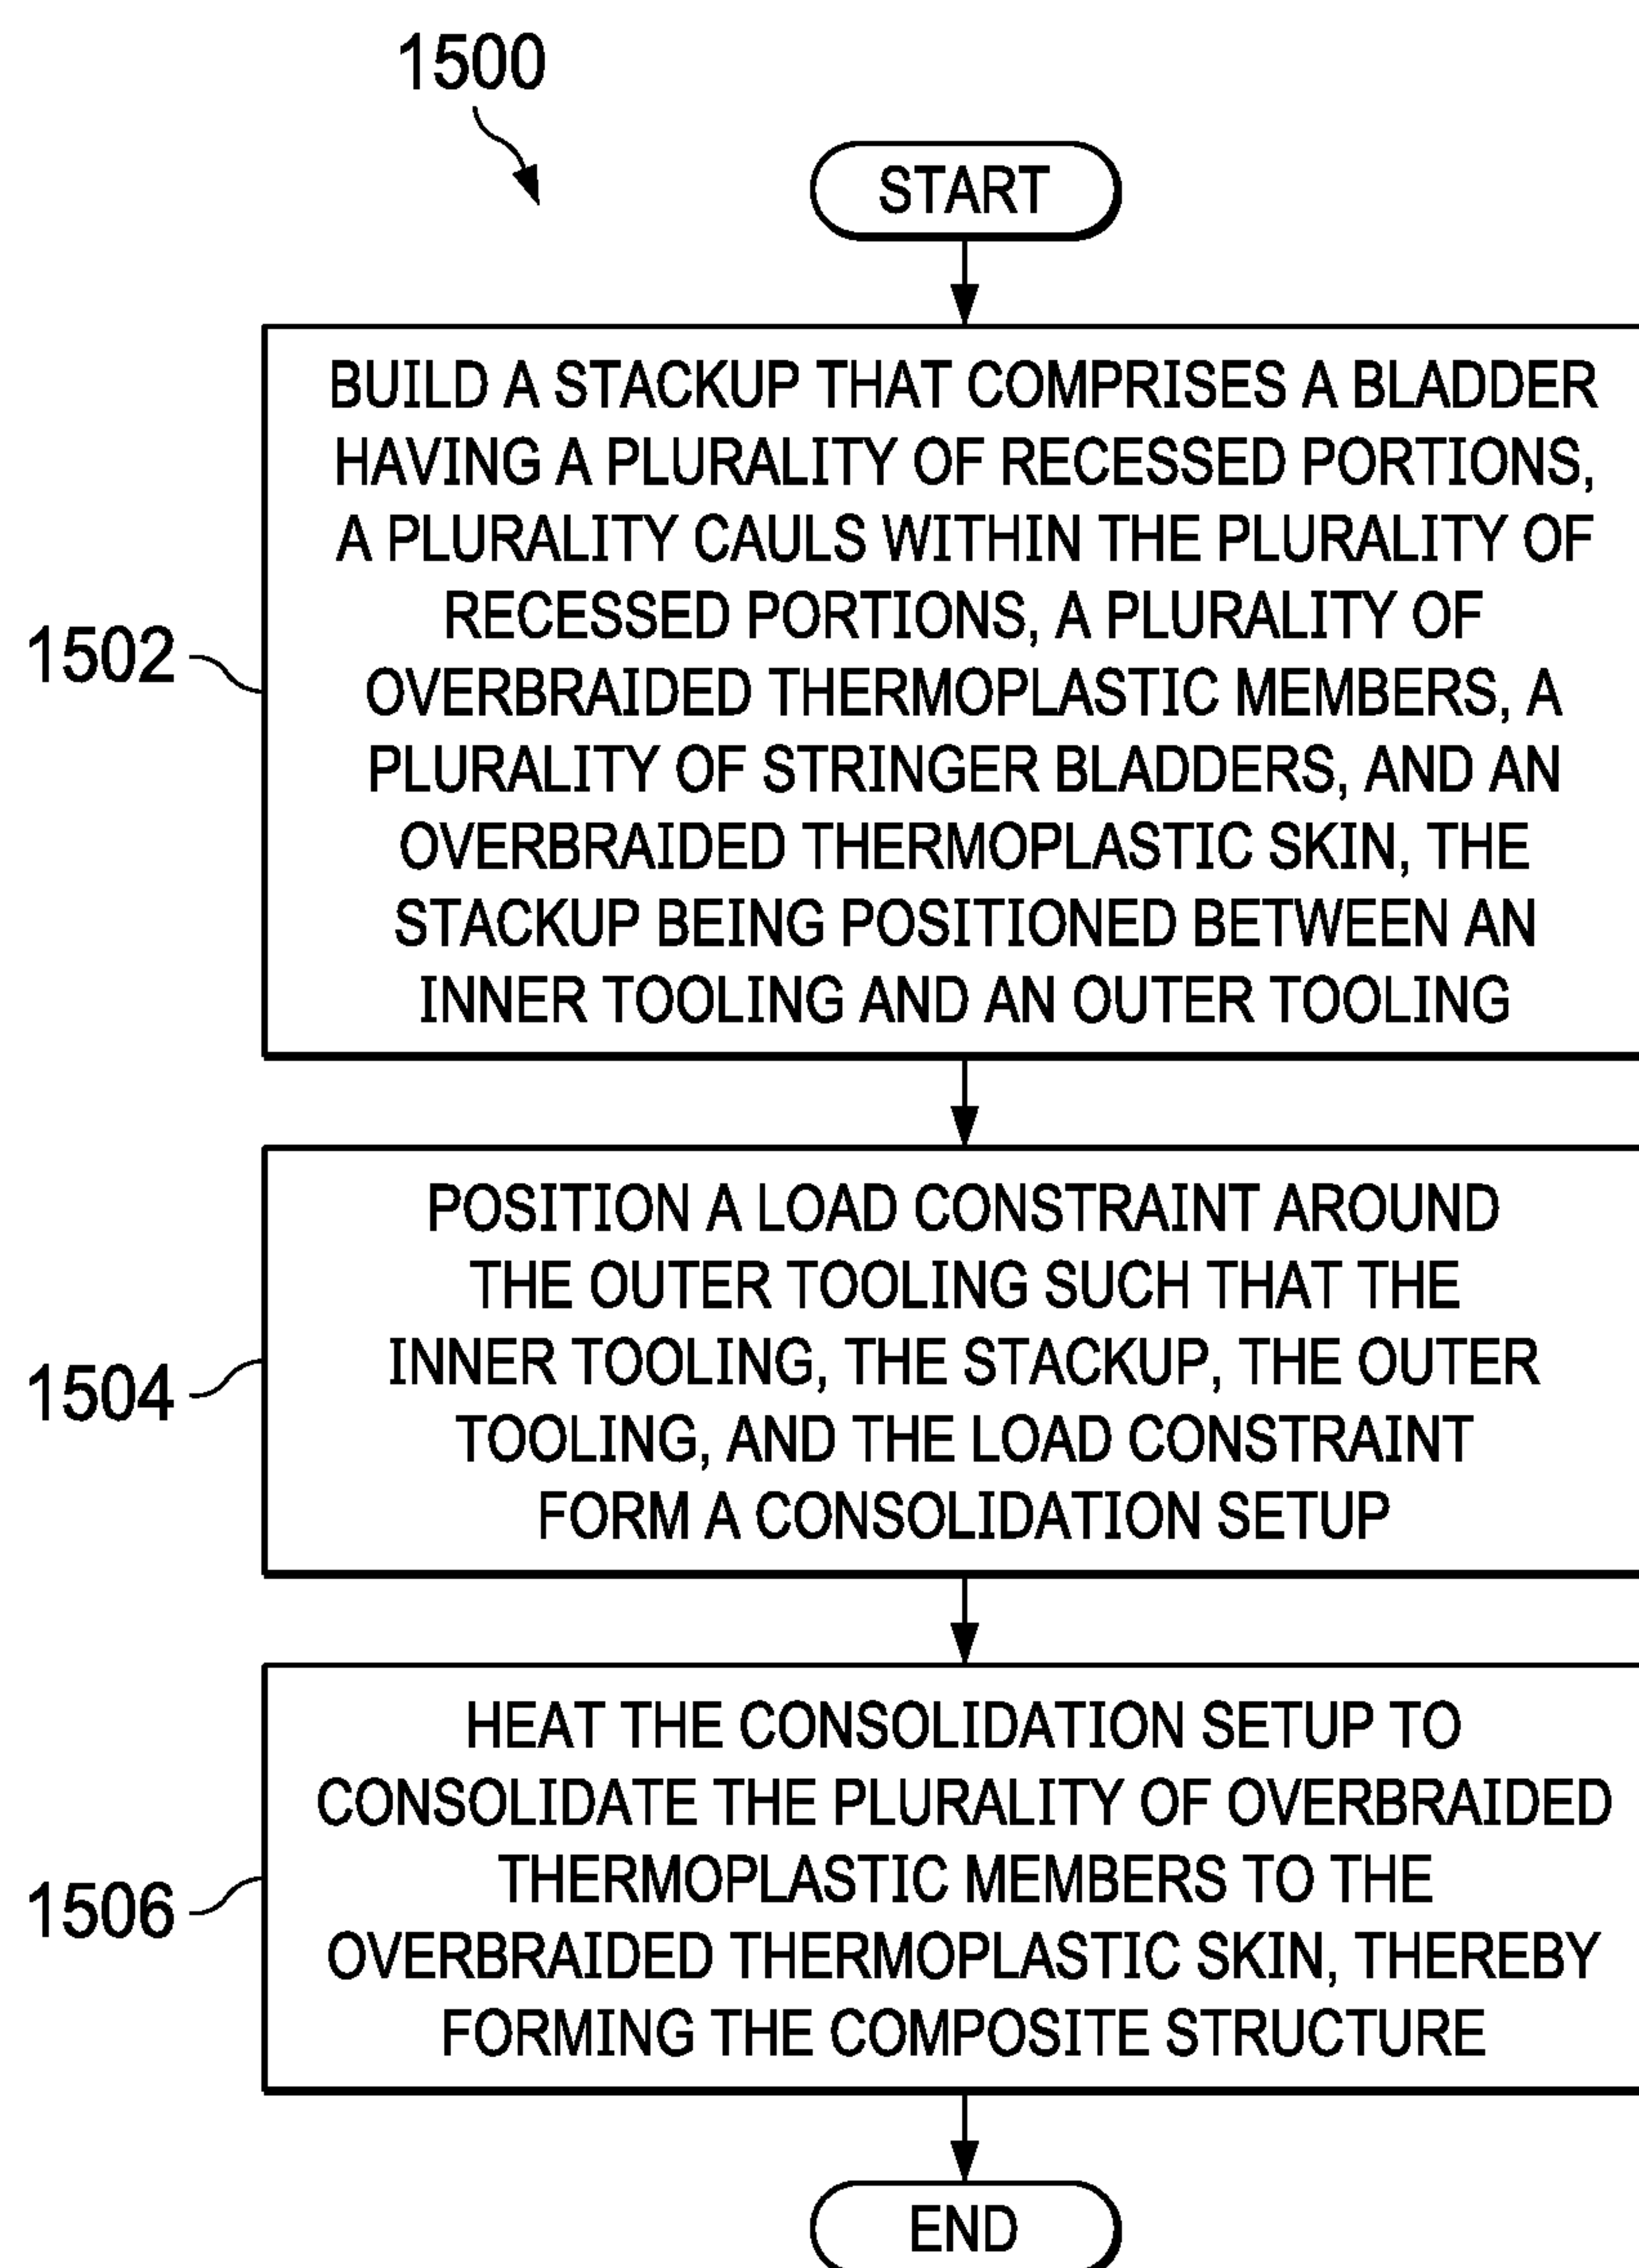 1500
START
BUILD A STACKUP THAT COMPRISES A BLADDER
HAVING A PLURALITY OF RECESSED PORTIONS,
A PLURALITY CAULS WITHIN THE PLURALITY OF
RECESSED PORTIONS, A PLURALITY OF
OVERBRAIDED THERMOPLASTIC MEMBERS, A
PLURALITY OF STRINGER BLADDERS, AND AN
OVERBRAIDED THERMOPLASTIC SKIN, THE
STACKUP BEING POSITIONED BETWEEN AN
INNER TOOLING AND AN OUTER TOOLING
1502
POSITION A LOAD CONSTRAINT AROUND
THE OUTER TOOLING SUCH THAT THE
INNER TOOLING, THE STACKUP, THE OUTER
TOOLING, AND THE LOAD CONSTRAINT
FORM A CONSOLIDATION SETUP
1504
HEAT THE CONSOLIDATION SETUP TO
CONSOLIDATE THE PLURALITY OF OVERBRAIDED
THERMOPLASTIC MEMBERS TO THE
OVERBRAIDED THERMOPLASTIC SKIN, THEREBY
FORMING THE COMPOSITE STRUCTURE
1506
END